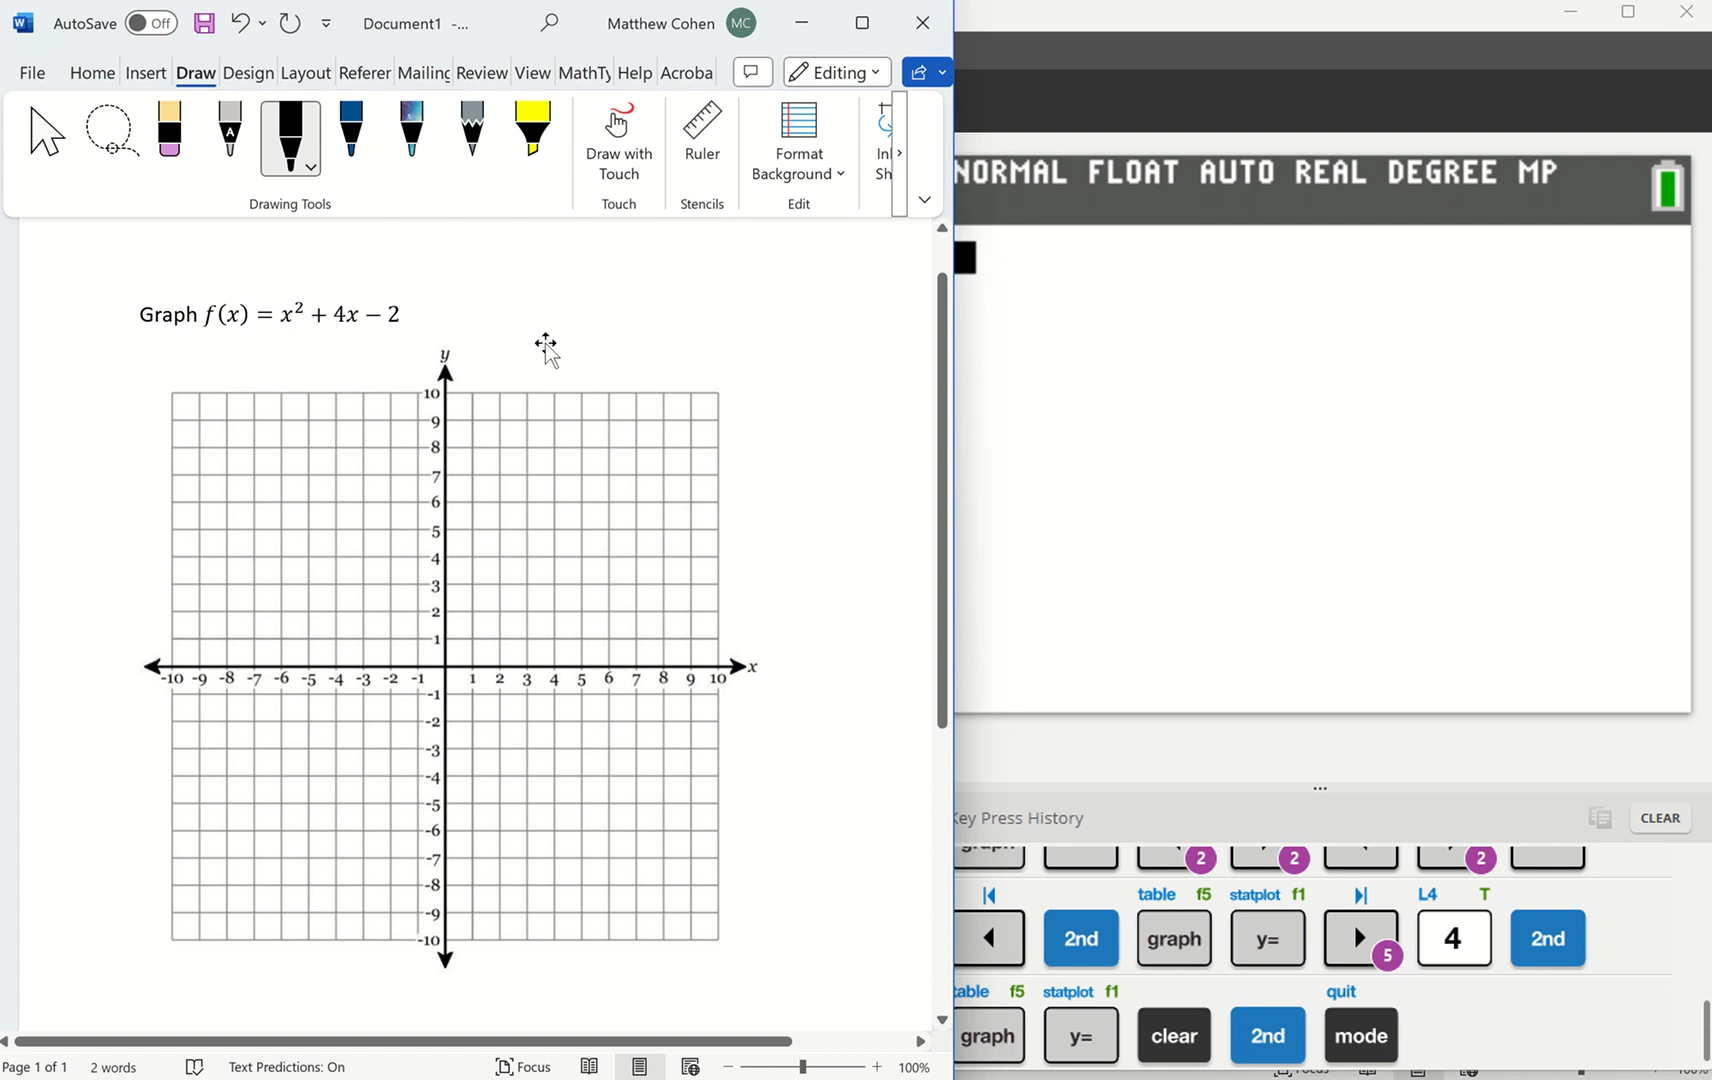 AutoSave Off Document1 -... Matthew Cohen MC
File Home Insert Draw Design Layout Referer Mailing Review View MathTy Help Acroba Editing
A
Draw with Touch
Ruler
Format Background
Touch
Drawing Tools
Stencils
Edit
Graph f(x) = x² + 4x − 2
y
10
9
8
7
6
5
4
3
2
1
-10 -9 -8 -7 -6 -5 -4 -3 -2 -1 1 2 3 4 5 6 7 8 9 10 x
-1
-2
-3
-4
-5
-6
-7
-8
-9
-10
Page 1 of 1 2 words Text Predictions: On Focus 100%
NORMAL FLOAT AUTO REAL DEGREE MP
Key Press History CLEAR
2 2 2
table f5 statplot f1 L4 T
2nd graph y= 5 4 2nd
table f5 statplot f1 quit
graph y= clear 2nd mode